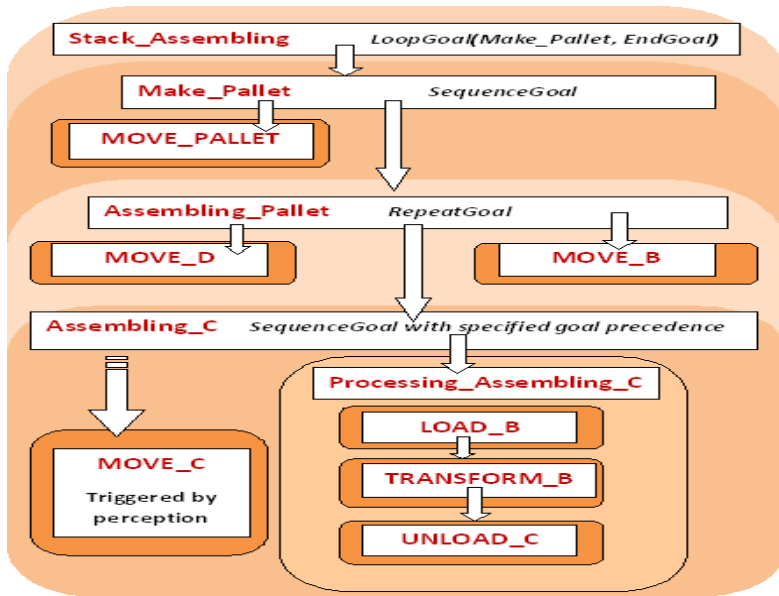 Stack_Assembling LoopGoal(Make_Pallet, EndGoal)
Make_Pallet SequenceGoal
MOVE_PALLET
Assembling_Pallet RepeatGoal
MOVE_D MOVE_B
Assembling_C SequenceGoal with specified goal precedence
Processing_Assembling_C
LOAD_B
MOVE_C
Triggered by
perception
TRANSFORM_B
UNLOAD_C